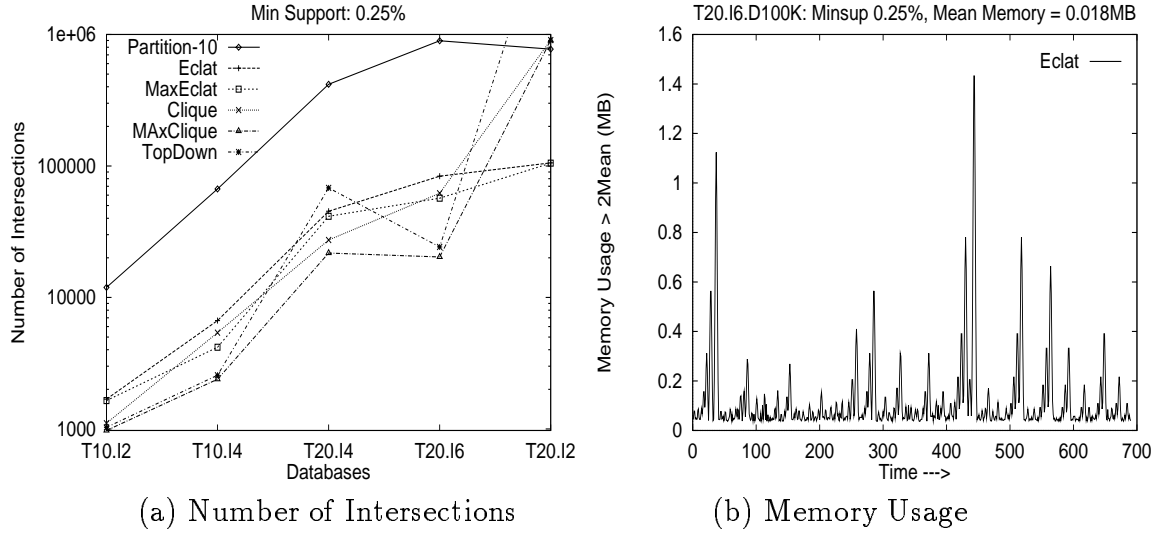 Min Support: 0.25%
1e+06
100000
10000
1000
Number of Intersections
Partition-10
Eclat
MaxEclat
Clique
MAxClique
TopDown
T10.I2 T10.I4 T20.I4 T20.I6 T20.I2
Databases
(a) Number of Intersections
T20.I6.D100K: Minsup 0.25%, Mean Memory = 0.018MB
1.6
1.4
1.2
1
0.8
0.6
0.4
0.2
0
Memory Usage > 2Mean (MB)
Eclat
0 100 200 300 400 500 600 700
Time --->
(b) Memory Usage